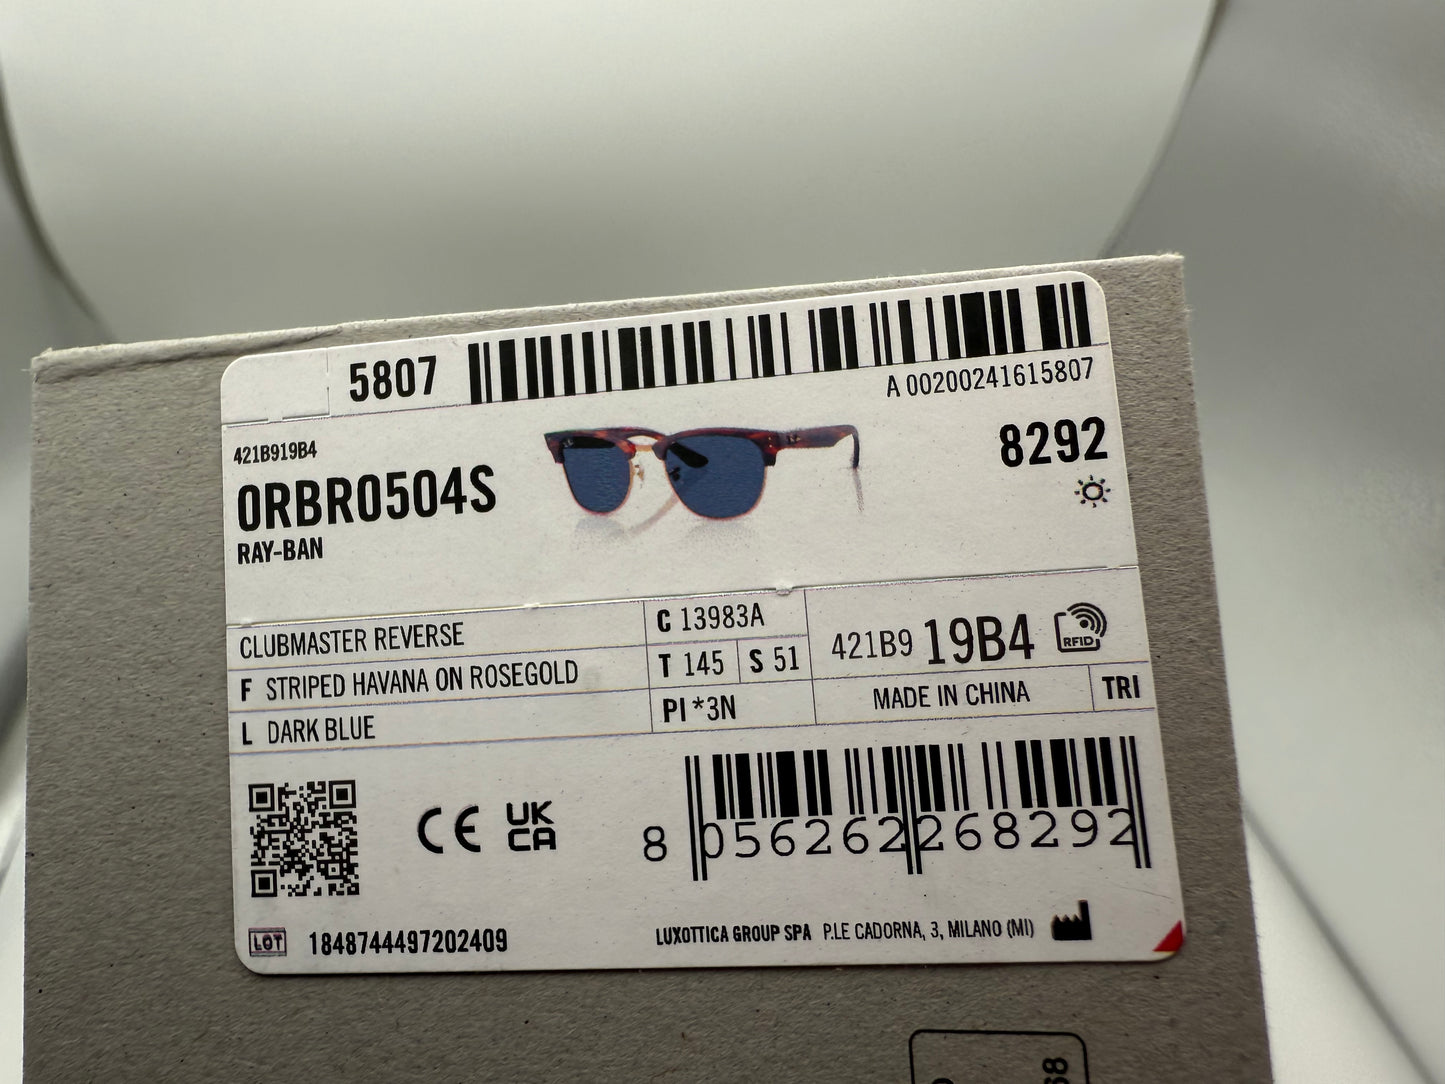 5807
A 00200241615807
421B919B4
0RBR0504S
RAY-BAN
8292
CLUBMASTER REVERSE
F STRIPED HAVANA ON ROSEGOLD
L DARK BLUE
C 13983A
T 145 S 51
PI *3N
421B9 19B4 RFID
MADE IN CHINA TRI
CE UK CA
8 056262 268292
LOT 1848744497202409
LUXOTTICA GROUP SPA P.LE CADORNA, 3, MILANO (MI)